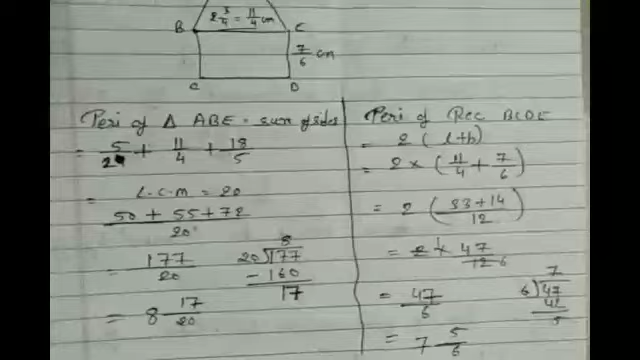 B 2 3/4 = 11/4 cm C
7/6 cm
C D
Peri of Δ ABE = sum of sides
= 5/2 + 11/4 + 18/5
L.C.M = 20
= 50 + 55 + 72 / 20
= 177/20
= 8 17/20
8
20)177
-160
17
Peri of Rec BCDE
= 2 (l+b)
= 2 × (11/4 + 7/6)
= 2 (33+14 / 12)
= 2 1 × 47 / 12 6
= 47/6
= 7 5/6
7
6)47
42
5